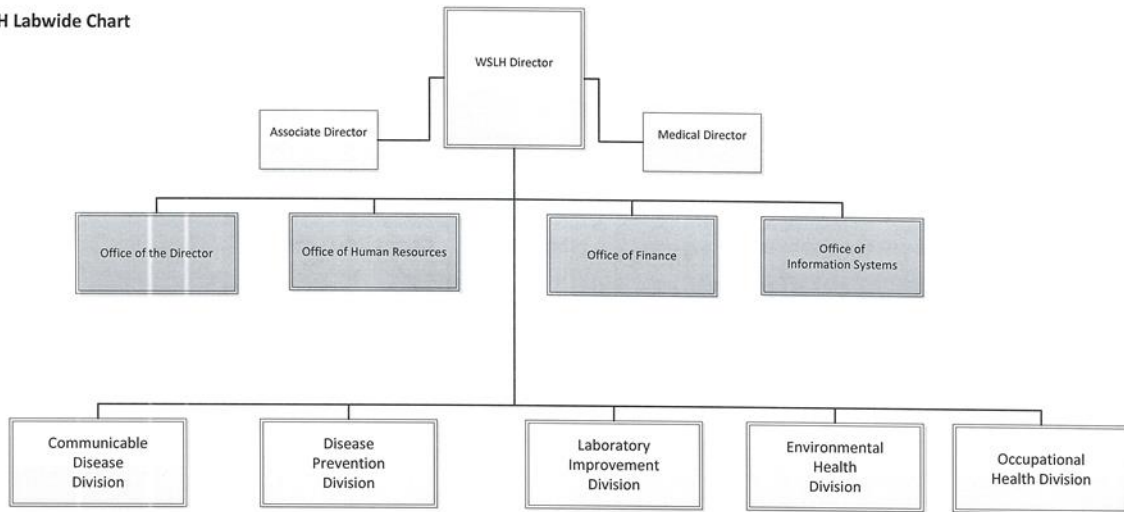 H Labwide Chart
WSLH Director
Associate Director
Medical Director
Office of the Director
Office of Human Resources
Office of Finance
Office of
Information Systems
Communicable
Disease
Division
Disease
Prevention
Division
Laboratory
Improvement
Division
Environmental
Health
Division
Occupational
Health Division